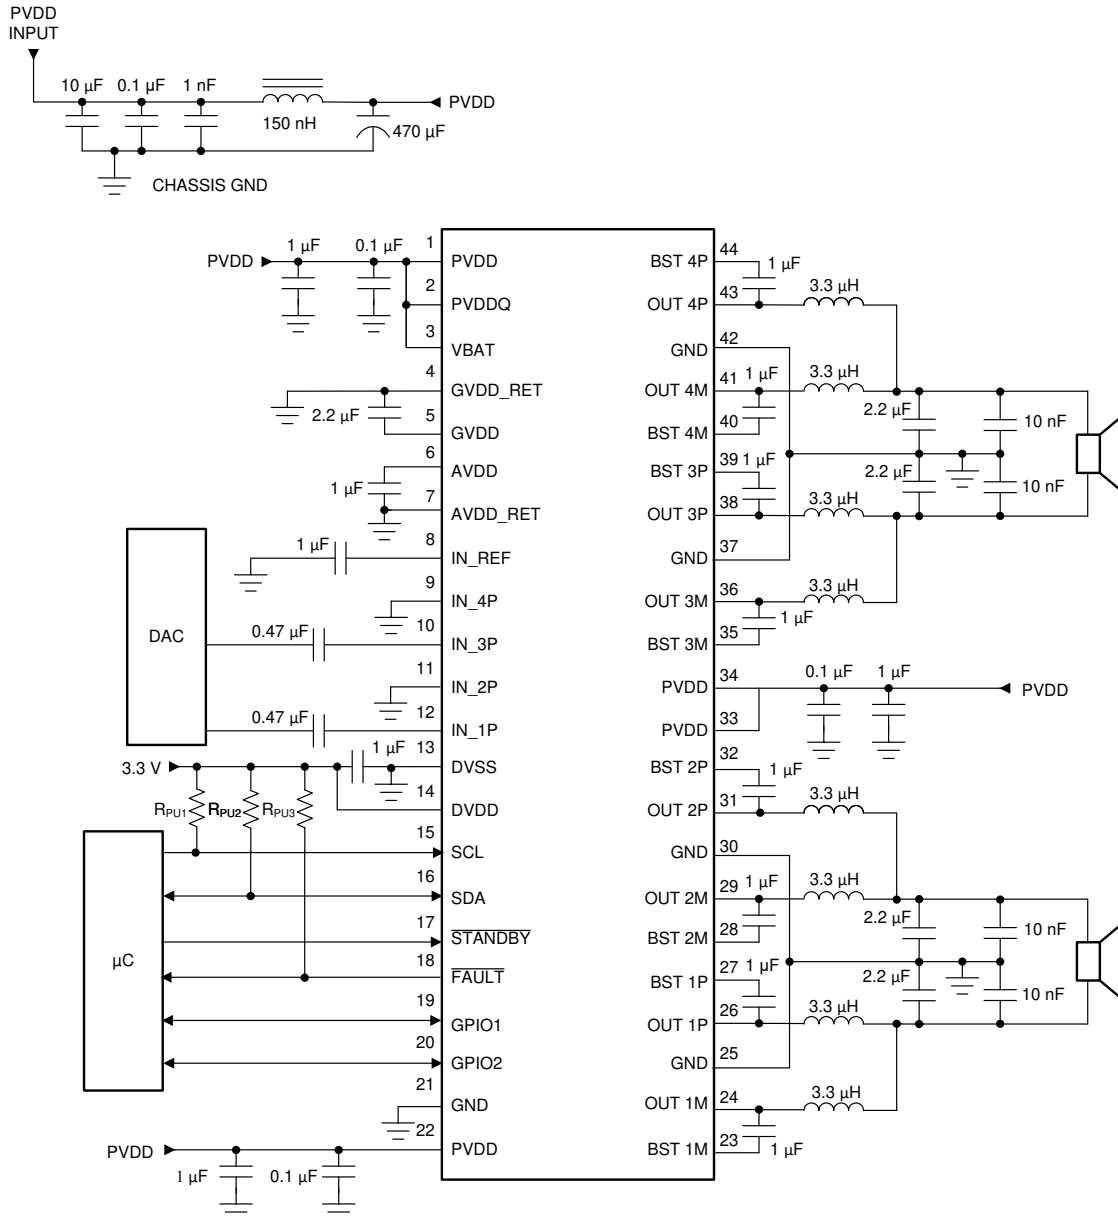 PVDD
INPUT
10 µF 0.1 µF 1 nF
150 nH
PVDD
470 µF
CHASSIS GND
PVDD
1 µF 0.1 µF
1 PVDD
2 PVDDQ
3 VBAT
4 GVDD_RET
2.2 µF
5 GVDD
6 AVDD
1 µF
7 AVDD_RET
1 µF
8 IN_REF
9 IN_4P
DAC
0.47 µF
10 IN_3P
11 IN_2P
0.47 µF
12 IN_1P
3.3 V
1 µF
13 DVSS
RPU1 RPU2 RPU3
14 DVDD
µC
15 SCL
16 SDA
17 STANDBY
18 FAULT
19 GPIO1
20 GPIO2
21 GND
22 PVDD
PVDD
1 µF 0.1 µF
BST 4P 44
1 µF
OUT 4P 43
3.3 µH
GND 42
OUT 4M 41
1 µF 3.3 µH
BST 4M 40
2.2 µF
10 nF
BST 3P 39
1 µF
2.2 µF
10 nF
OUT 3P 38
3.3 µH
GND 37
OUT 3M 36
3.3 µH
1 µF
BST 3M 35
PVDD 34
0.1 µF 1 µF
PVDD
PVDD 33
BST 2P 32
1 µF
OUT 2P 31
3.3 µH
GND 30
OUT 2M 29
1 µF 3.3 µH
BST 2M 28
2.2 µF
10 nF
BST 1P 27
1 µF
2.2 µF
10 nF
OUT 1P 26
3.3 µH
GND 25
OUT 1M 24
3.3 µH
BST 1M 23
1 µF